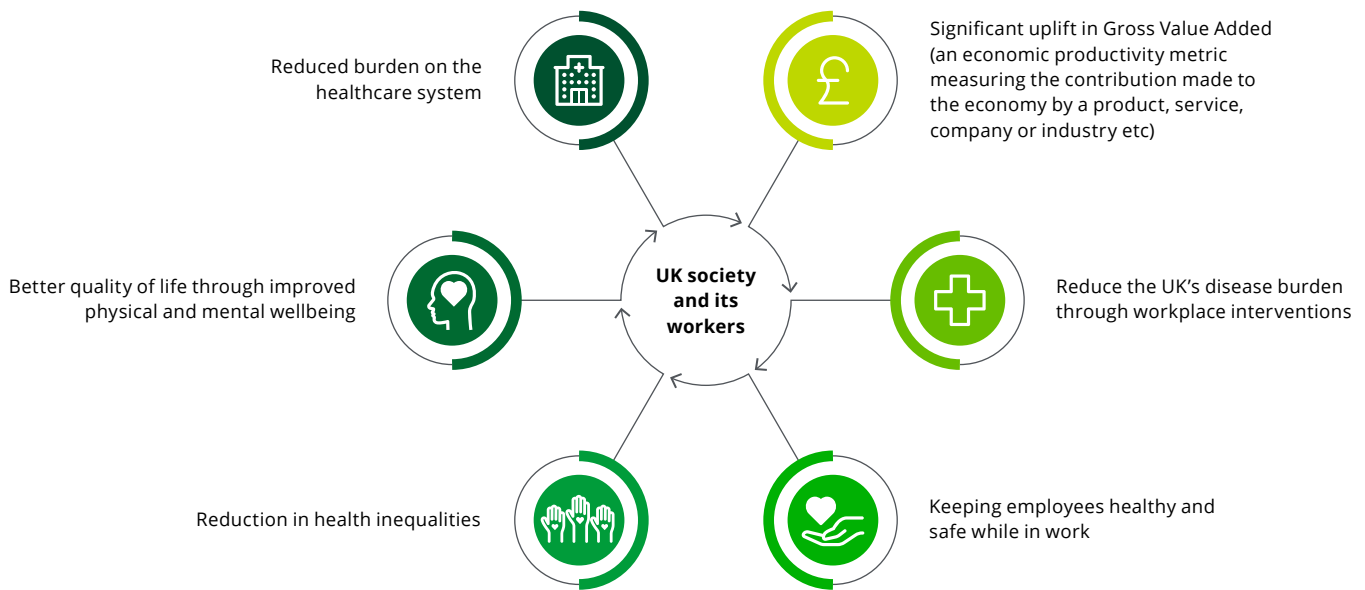 Reduced burden on the
healthcare system
Significant uplift in Gross Value Added
(an economic productivity metric
measuring the contribution made to
the economy by a product, service,
company or industry etc)
Better quality of life through improved
physical and mental wellbeing
UK society
and its
workers
Reduce the UK’s disease burden
through workplace interventions
Reduction in health inequalities
Keeping employees healthy and
safe while in work